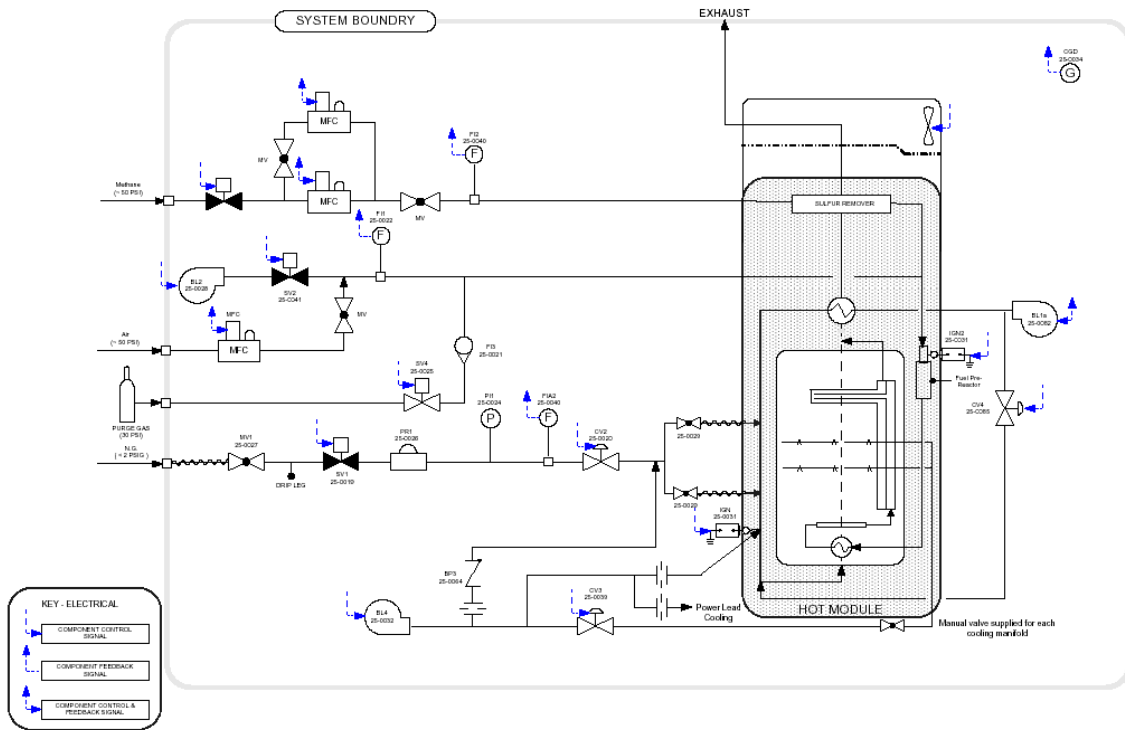 SYSTEM BOUNDRY
EXHAUST
CGD
25-0034
G
MFC
MV
FI2
25-0040
F
Methane
(~ 50 PSI)
MFC
MV
SULFUR REMOVER
FI1
25-0022
F
BL2
25-0028
SV2
25-0041
MV
MFC
MFC
Air
(~ 50 PSI)
FI3
25-0021
SV4
25-0025
BL1a
25-0082
IGN2
25-0031
Fuel Pre-
Reactor
CV4
25-0085
PURGE GAS
(30 PSI)
N.G.
( < 2 PSIG )
MV1
25-0027
DRIP LEG
SV1
25-0019
PR1
25-0026
PI1
25-0024
P
FIA2
25-0040
F
CV2
25-0020
25-0029
25-0029
IGN
25-0031
BP3
25-0064
BL4
25-0032
CV3
25-0039
Power Lead
Cooling
HOT MODULE
Manual valve supplied for each
cooling manifold
KEY - ELECTRICAL
COMPONENT CONTROL
SIGNAL
COMPONENT FEEDBACK
SIGNAL
COMPONENT CONTROL &
FEEDBACK SIGNAL